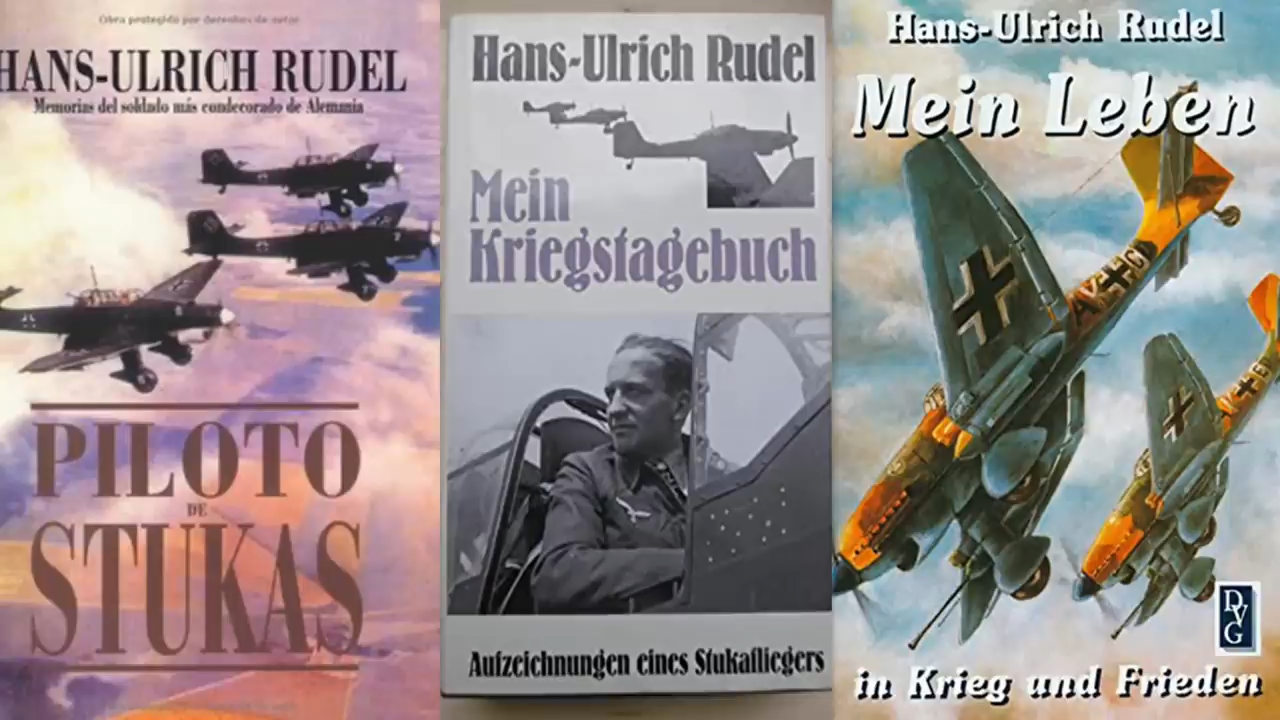 Obra protegida por derechos de autor
HANS-ULRICH RUDEL
Memorias del soldado más condecorado de Alemania
PILOTO
DE
STUKAS
Hans-Ulrich Rudel
Mein
Kriegstagebuch
Aufzeichnungen eines Stukafliegers
Hans-Ulrich Rudel
Mein Leben
DVG
in Krieg und Frieden